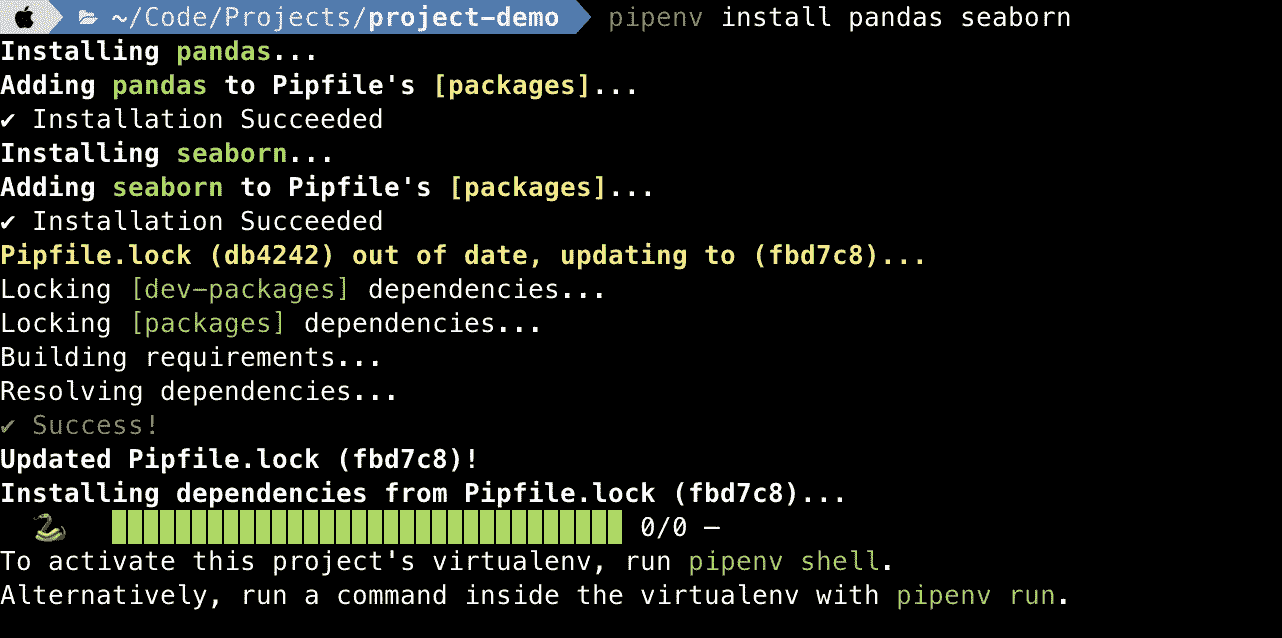 ~/Code/Projects/project-demo pipenv install pandas seaborn
Installing pandas...
Adding pandas to Pipfile's [packages]...
✔ Installation Succeeded
Installing seaborn...
Adding seaborn to Pipfile's [packages]...
✔ Installation Succeeded
Pipfile.lock (db4242) out of date, updating to (fbd7c8)...
Locking [dev-packages] dependencies...
Locking [packages] dependencies...
Building requirements...
Resolving dependencies...
✔ Success!
Updated Pipfile.lock (fbd7c8)!
Installing dependencies from Pipfile.lock (fbd7c8)...
0/0 —
To activate this project's virtualenv, run pipenv shell.
Alternatively, run a command inside the virtualenv with pipenv run.